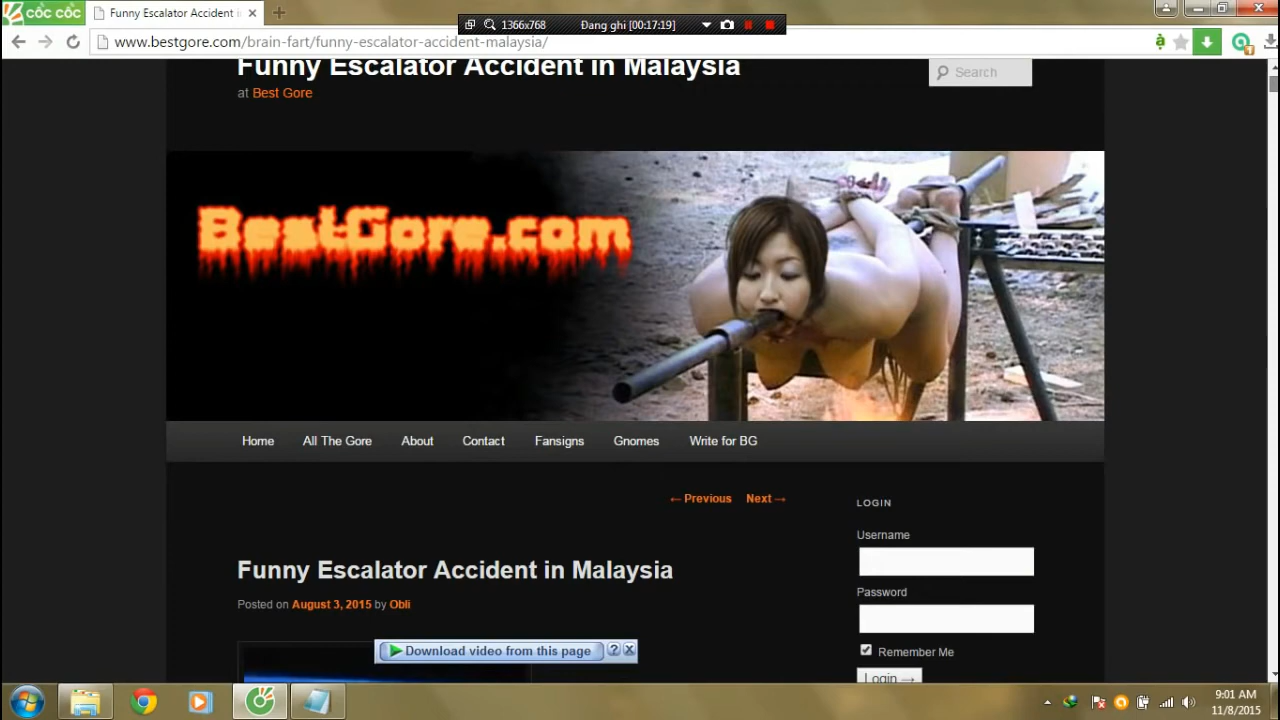 cốc cốc
Funny Escalator Accident i
1366x768
Đang ghi [00:17:19]
www.bestgore.com/brain-fart/funny-escalator-accident-malaysia/
Funny Escalator Accident in Malaysia
Search
at Best Gore
BestGore.com
Home
All The Gore
About
Contact
Fansigns
Gnomes
Write for BG
← Previous
Next →
LOGIN
Username
Funny Escalator Accident in Malaysia
Password
Posted on August 3, 2015 by Obli
Download video from this page
Remember Me
Login →
9:01 AM
11/8/2015